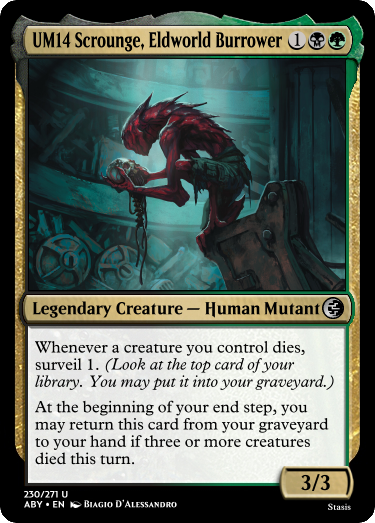 UM14 Scrounge, Eldworld Burrower 1
Legendary Creature — Human Mutant
Whenever a creature you control dies,
surveil 1. (Look at the top card of your
library. You may put it into your graveyard.)
At the beginning of your end step, you
may return this card from your graveyard
to your hand if three or more creatures
died this turn.
3/3
230/271 U
ABY • EN Biagio D'Alessandro
Stasis